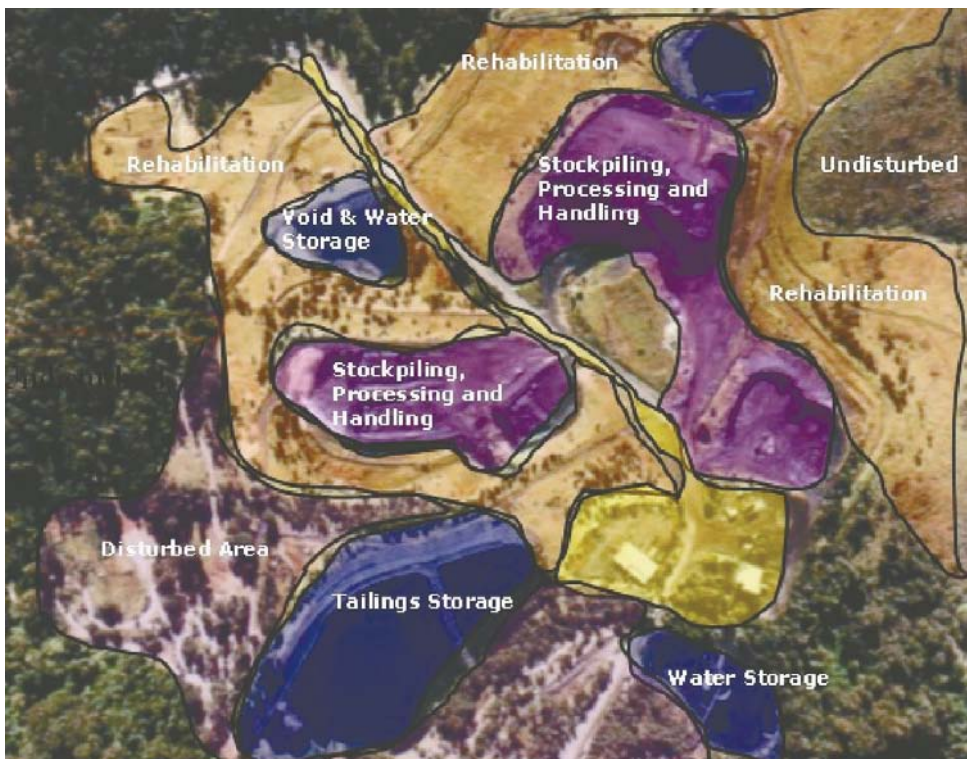 Rehabilitation
Rehabilitation
Stockpiling,
Processing and
Handling
Undisturbed
Void & Water
Storage
Rehabilitation
Stockpiling,
Processing and
Handling
Disturbed Area
Tailings Storage
Water Storage